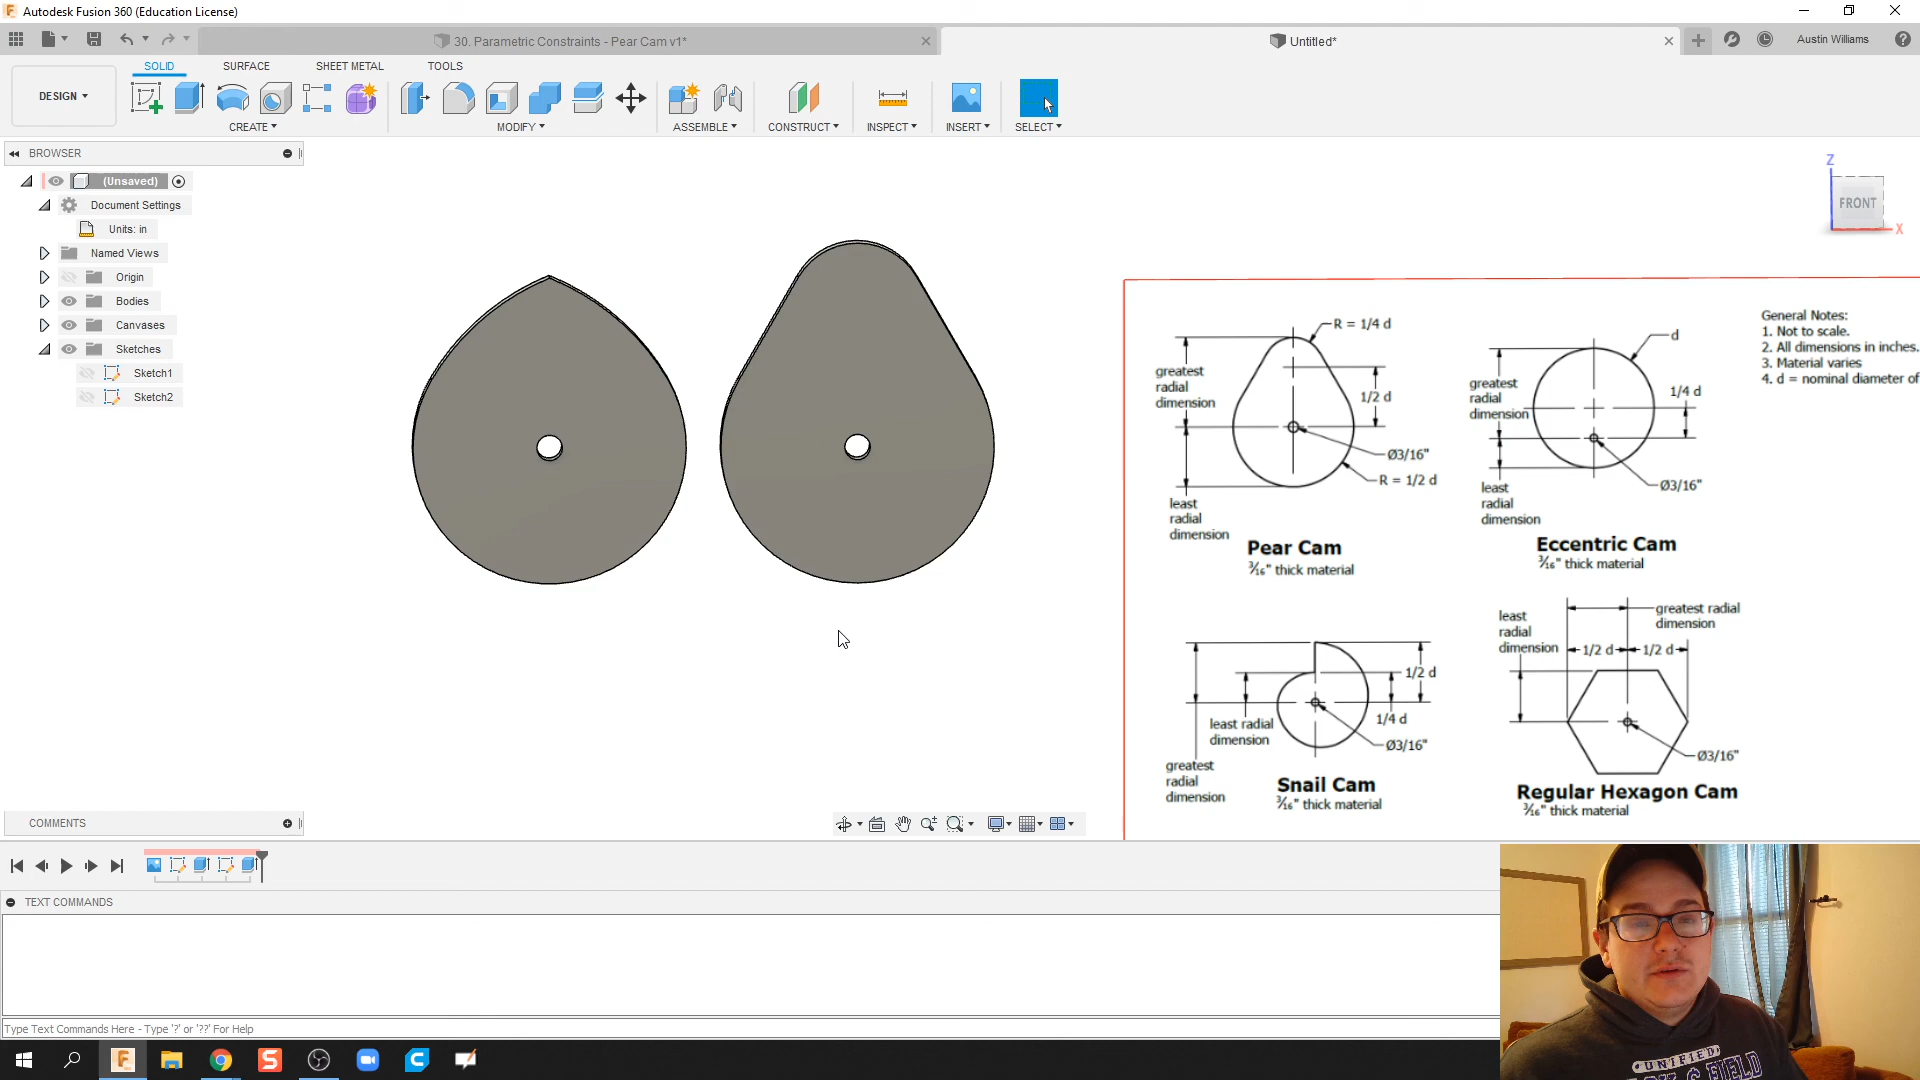 Autodesk Fusion 360 (Education License)
30. Parametric Constraints - Pear Cam v1*
Untitled*
Austin Williams
DESIGN
SOLID
SURFACE
SHEET METAL
TOOLS
CREATE
MODIFY
ASSEMBLE
CONSTRUCT
INSPECT
INSERT
SELECT
BROWSER
(Unsaved)
Document Settings
Units: in
Named Views
Origin
Bodies
Canvases
Sketches
Sketch1
Sketch2
Z
FRONT
X
R = 1/4 d
greatest
radial
dimension
1/2 d
Ø3/16"
R = 1/2 d
least
radial
dimension
Pear Cam
3/16" thick material
d
greatest
radial
dimension
1/4 d
Ø3/16"
least
radial
dimension
Eccentric Cam
3/16" thick material
General Notes:
1. Not to scale.
2. All dimensions in inches.
3. Material varies
4. d = nominal diameter of
1/2 d
least radial
dimension
1/4 d
Ø3/16"
greatest
radial
dimension
Snail Cam
3/16" thick material
least
radial
dimension
greatest radial
dimension
1/2 d
1/2 d
Ø3/16"
Regular Hexagon Cam
3/16" thick material
COMMENTS
TEXT COMMANDS
Type Text Commands Here - Type '?' or '??' For Help
UNIFIED